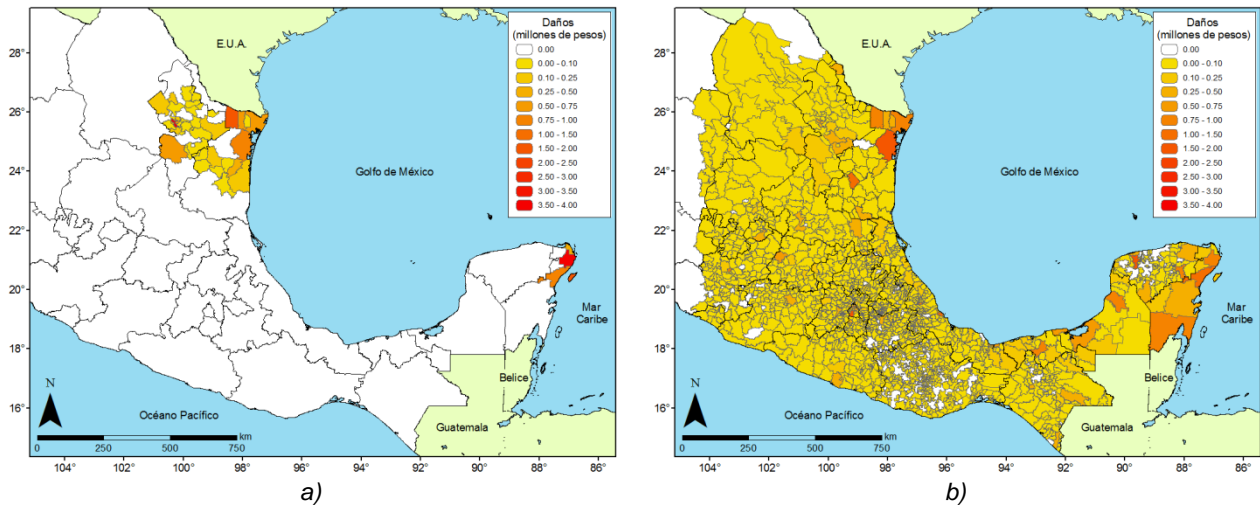 28°
26°
24°
22°
20°
18°
16°
E.U.A.
Golfo de México
Mar
Caribe
Belice
Guatemala
Océano Pacífico
N
0 250 500 750
km
104° 102° 100° 98° 96° 94° 92° 90° 88° 86°
Daños
(millones de pesos)
0.00
0.00 - 0.10
0.10 - 0.25
0.25 - 0.50
0.50 - 0.75
0.75 - 1.00
1.00 - 1.50
1.50 - 2.00
2.00 - 2.50
2.50 - 3.00
3.00 - 3.50
3.50 - 4.00
a)
28°
26°
24°
22°
20°
18°
16°
E.U.A.
Golfo de México
Mar
Caribe
Belice
Guatemala
Océano Pacífico
N
0 250 500 750
km
104° 102° 100° 98° 96° 94° 92° 90° 88° 86°
Daños
(millones de pesos)
0.00
0.00 - 0.10
0.10 - 0.25
0.25 - 0.50
0.50 - 0.75
0.75 - 1.00
1.00 - 1.50
1.50 - 2.00
2.00 - 2.50
2.50 - 3.00
3.00 - 3.50
3.50 - 4.00
b)